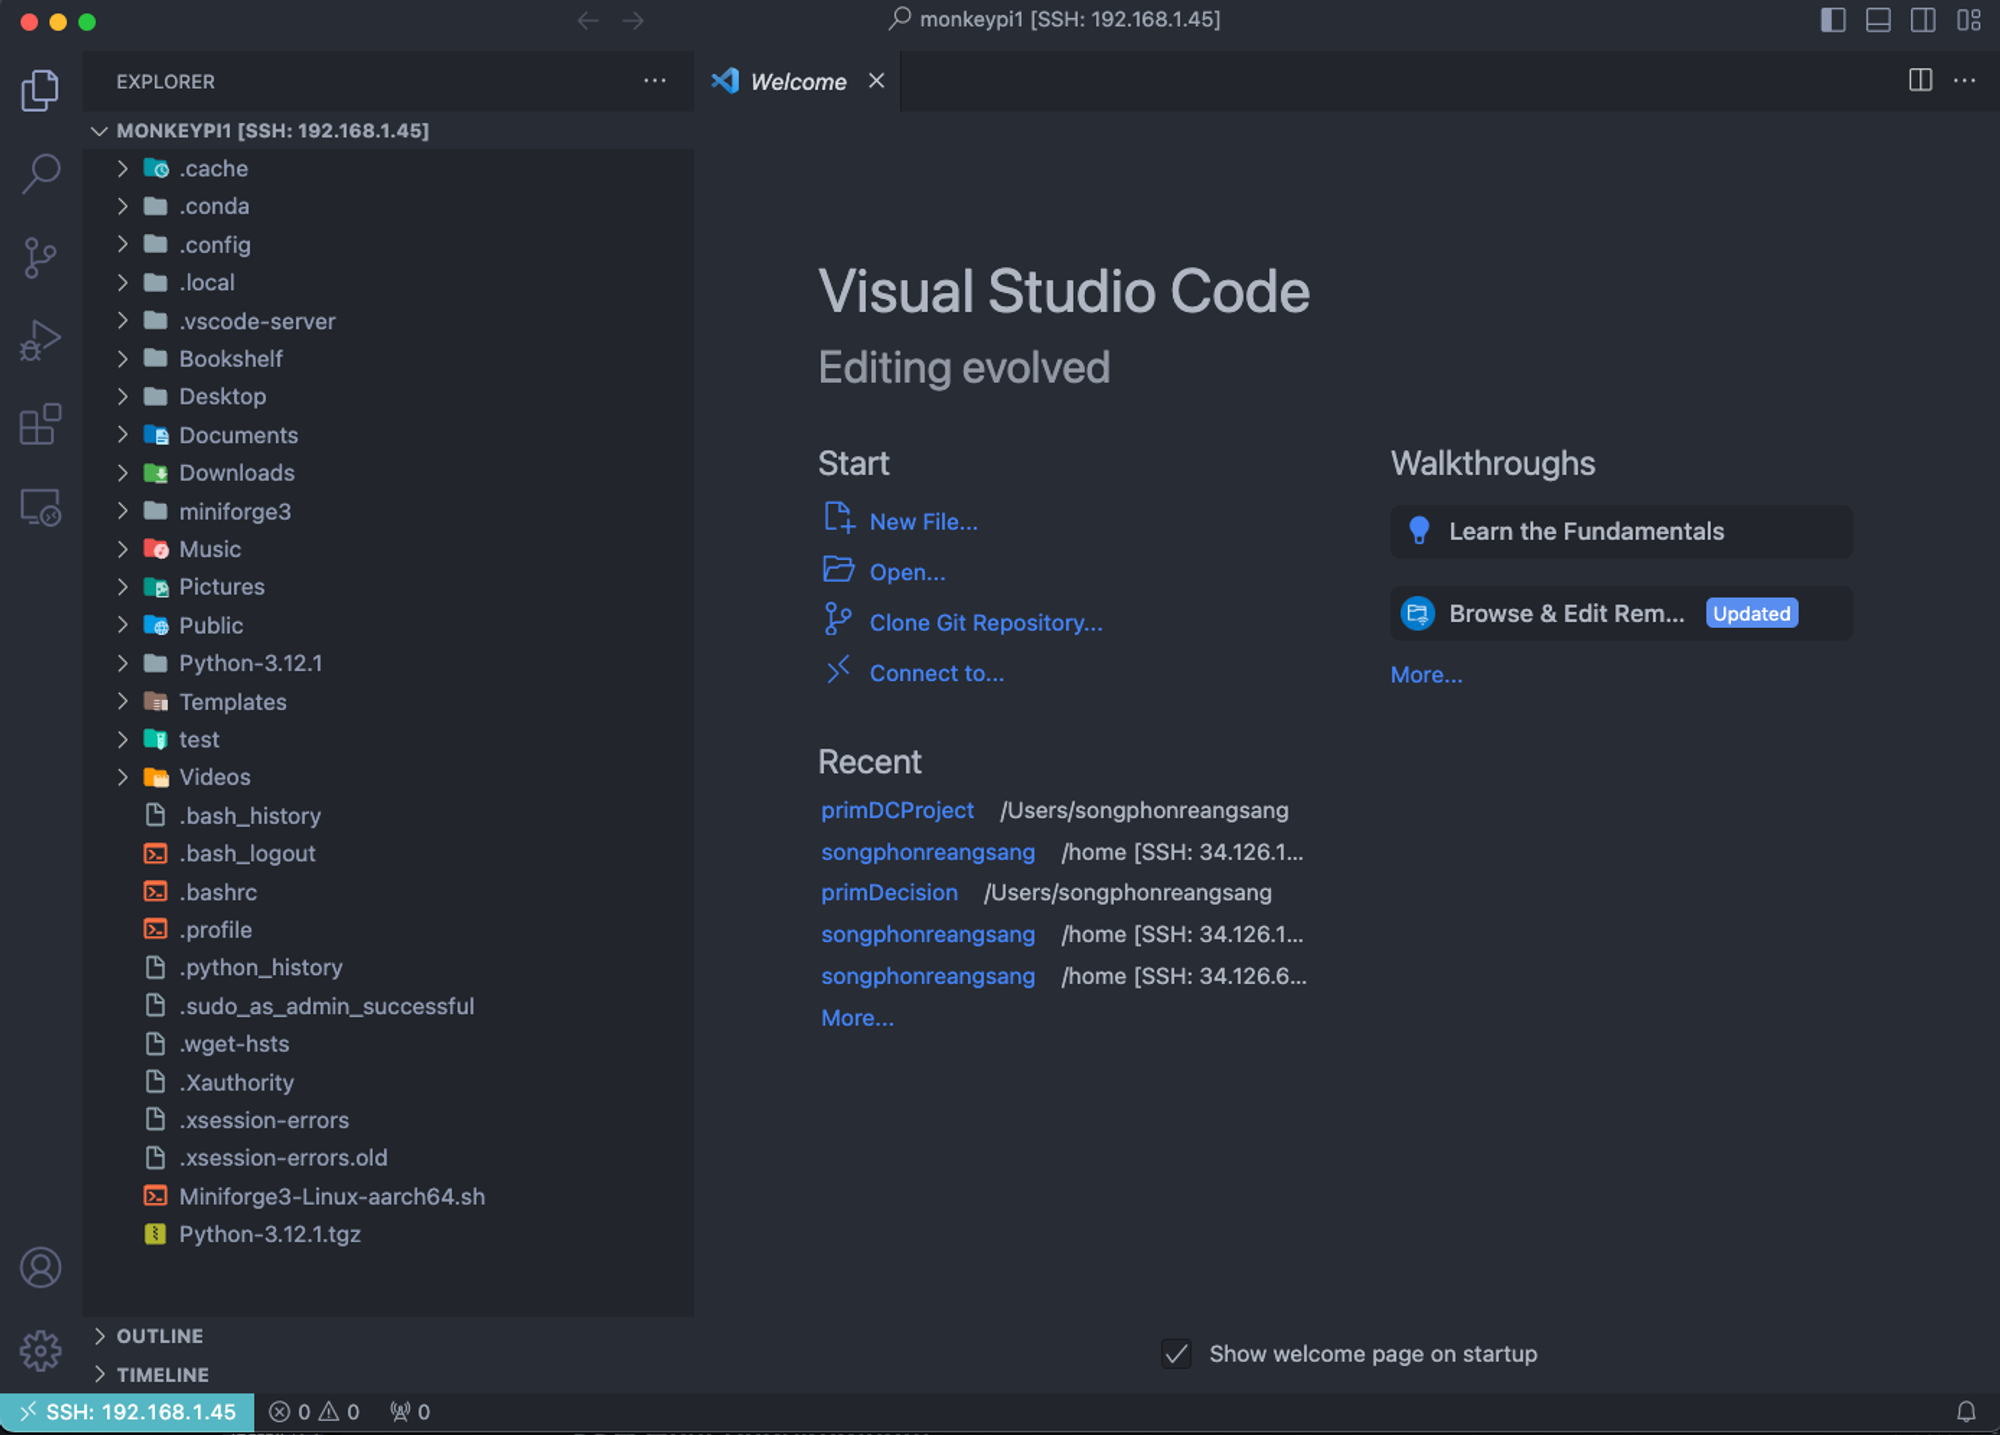 monkeypi1 [SSH: 192.168.1.45]
EXPLORER
MONKEYPI1 [SSH: 192.168.1.45]
.cache
.conda
.config
.local
.vscode-server
Bookshelf
Desktop
Documents
Downloads
miniforge3
Music
Pictures
Public
Python-3.12.1
Templates
test
Videos
.bash_history
.bash_logout
.bashrc
.profile
.python_history
.sudo_as_admin_successful
.wget-hsts
.Xauthority
.xsession-errors
.xsession-errors.old
Miniforge3-Linux-aarch64.sh
Python-3.12.1.tgz
OUTLINE
TIMELINE
Welcome
Visual Studio Code
Editing evolved
Start
New File...
Open...
Clone Git Repository...
Connect to...
Recent
primDCProject /Users/songphonreangsang
songphonreangsang /home [SSH: 34.126.1...
primDecision /Users/songphonreangsang
songphonreangsang /home [SSH: 34.126.1...
songphonreangsang /home [SSH: 34.126.6...
More...
Walkthroughs
Learn the Fundamentals
Browse & Edit Rem... Updated
More...
Show welcome page on startup
SSH: 192.168.1.45 0 0 0